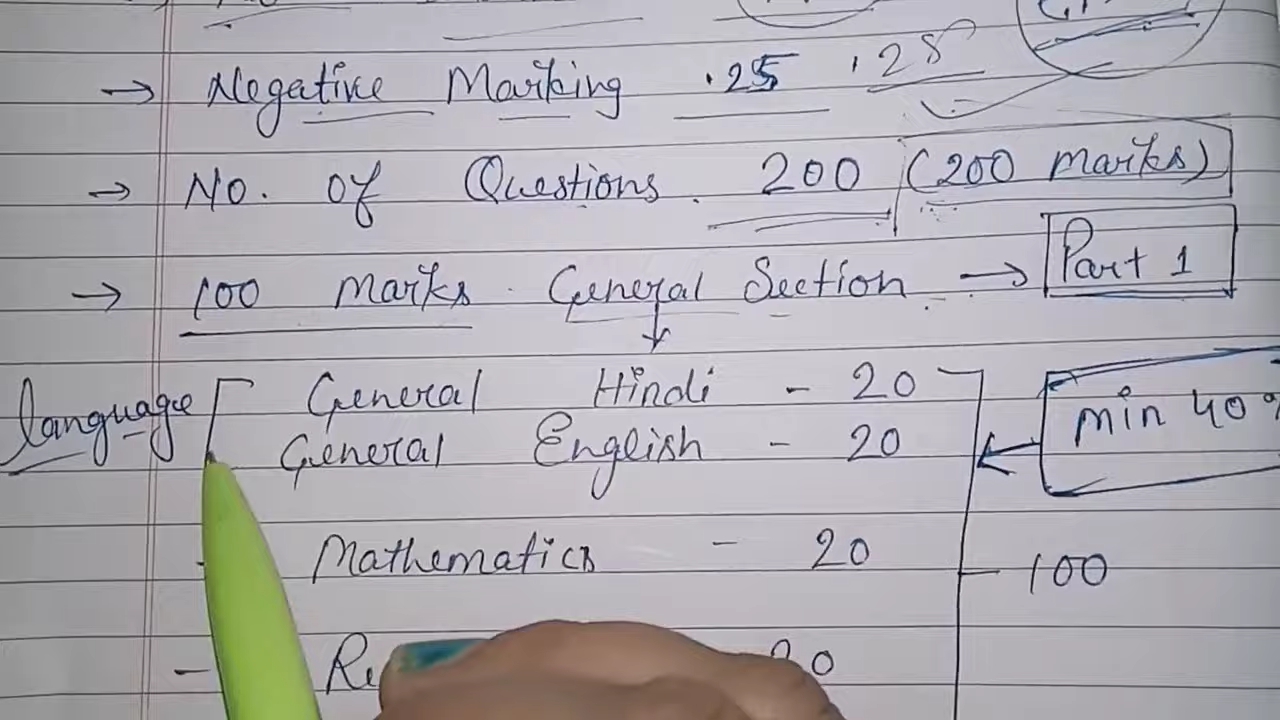 → Negative Marking .25 .25
→ No. of Questions. 200 (200 marks)
→ 100 marks. General Section. → Part 1
language General Hindi - 20
General English - 20 min 40%
- Mathematics - 20 100
- 20